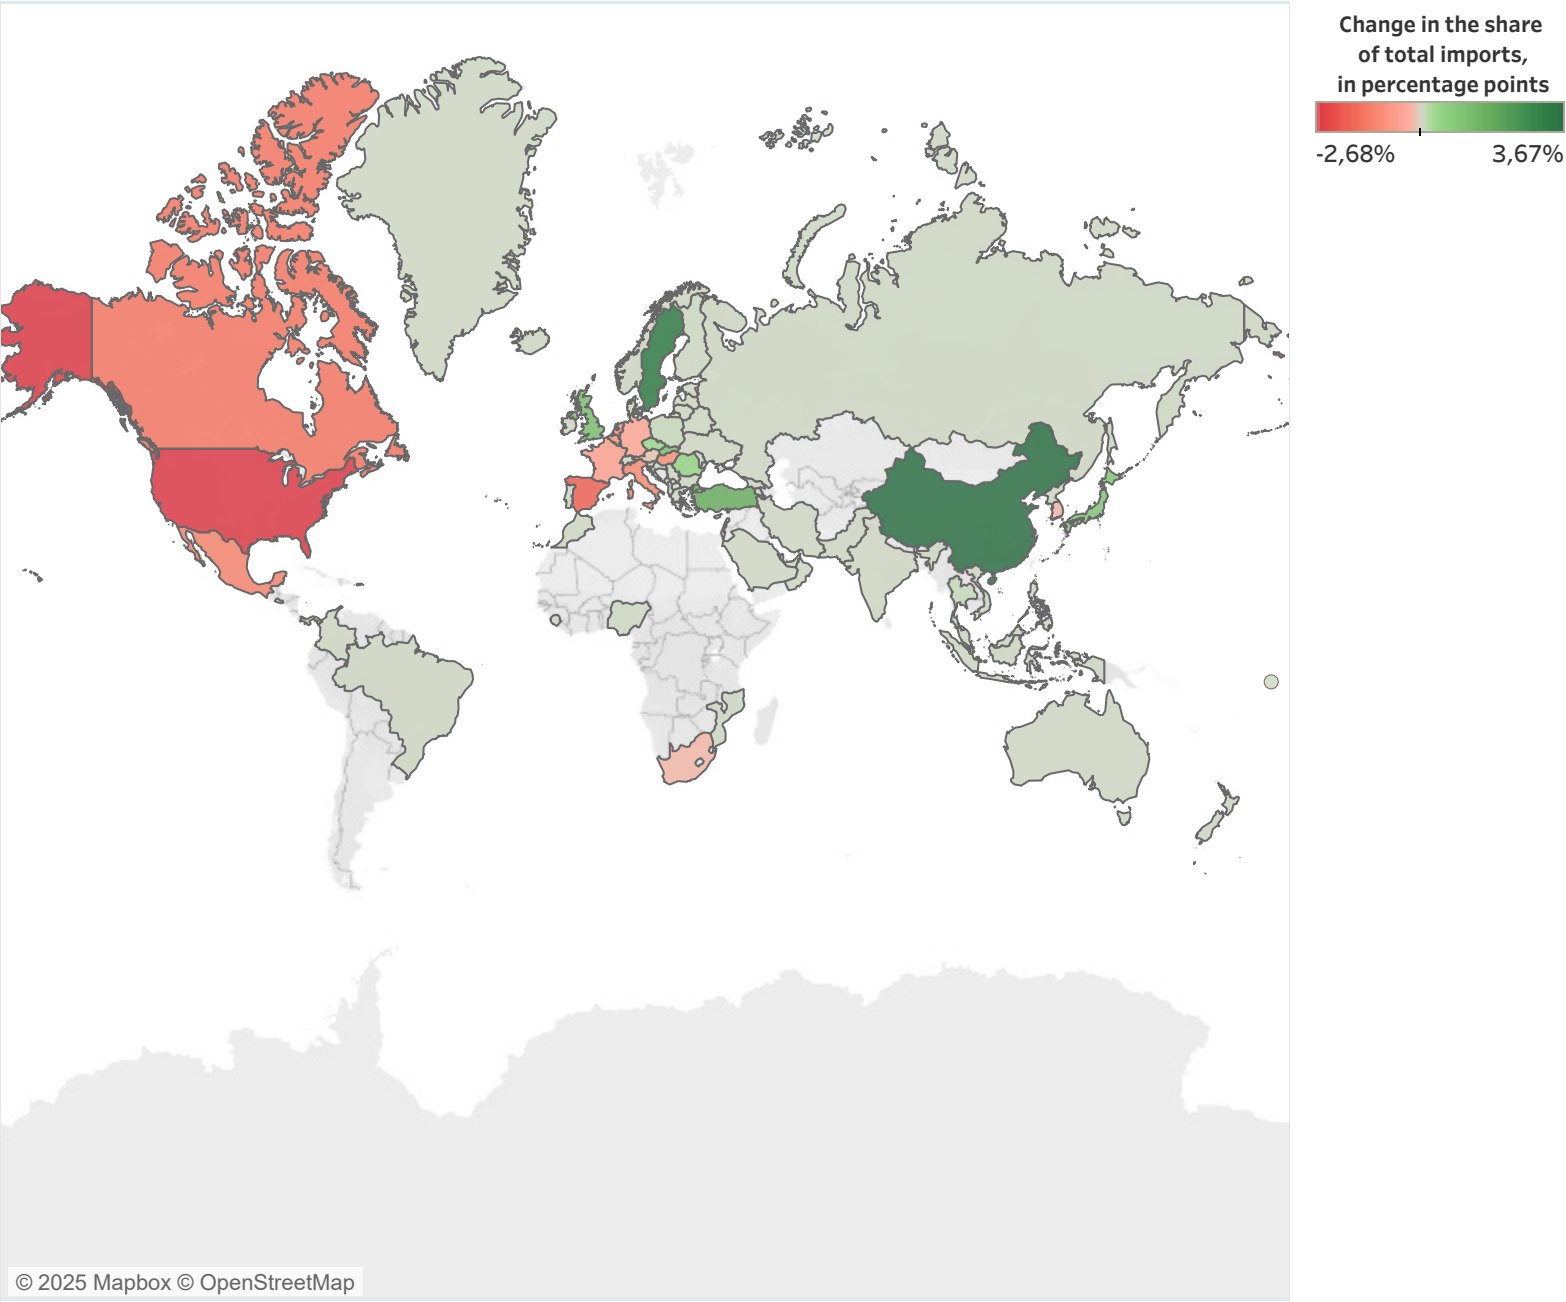 Change in the share
of total imports,
in percentage points
-2,68% 3,67%
© 2025 Mapbox © OpenStreetMap